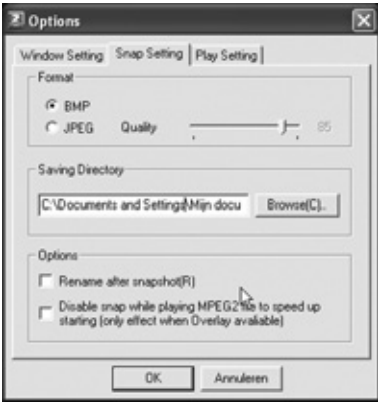 Options
Window Setting Snap Setting Play Setting
Format
BMP
JPEG Quality 85
Saving Directory
C:\Documents and Settings\Mijn docu Browse(C)..
Options
Rename after snapshot(R)
Disable snap while playing MPEG2 file to speed up
starting (only effect when Overlay avaliable)
OK Annuleren